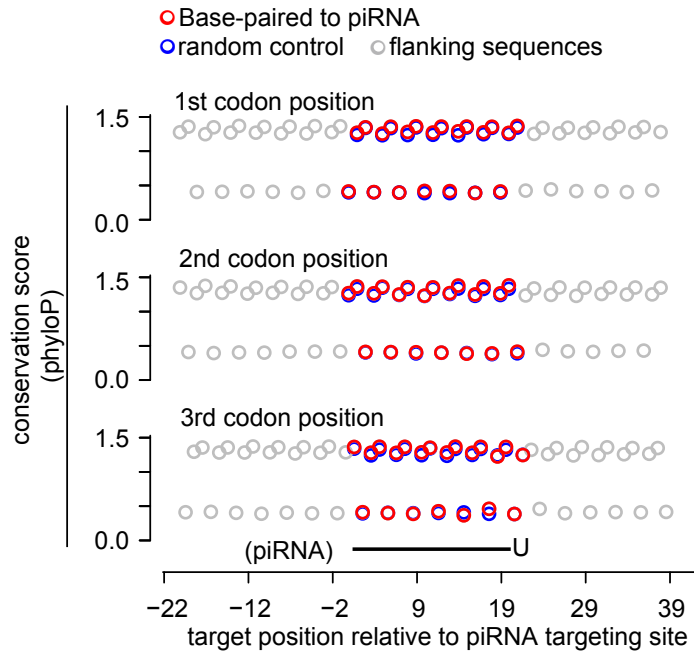 Base-paired to piRNA
random control flanking sequences
conservation score
(phyloP)
1st codon position
1.5
0.0
2nd codon position
1.5
0.0
3rd codon position
1.5
0.0
(piRNA) U
−22 −12 −2 9 19 29 39
target position relative to piRNA targeting site